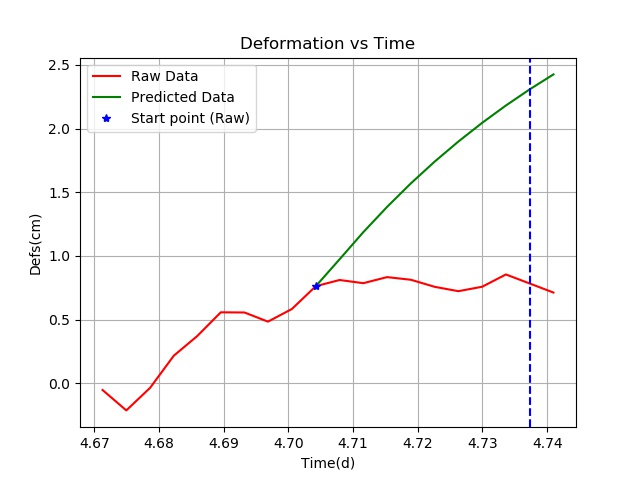 Deformation vs Time
Raw Data
Predicted Data
Start point (Raw)
Defs(cm)
2.5
2.0
1.5
1.0
0.5
0.0
4.67 4.68 4.69 4.70 4.71 4.72 4.73 4.74
Time(d)